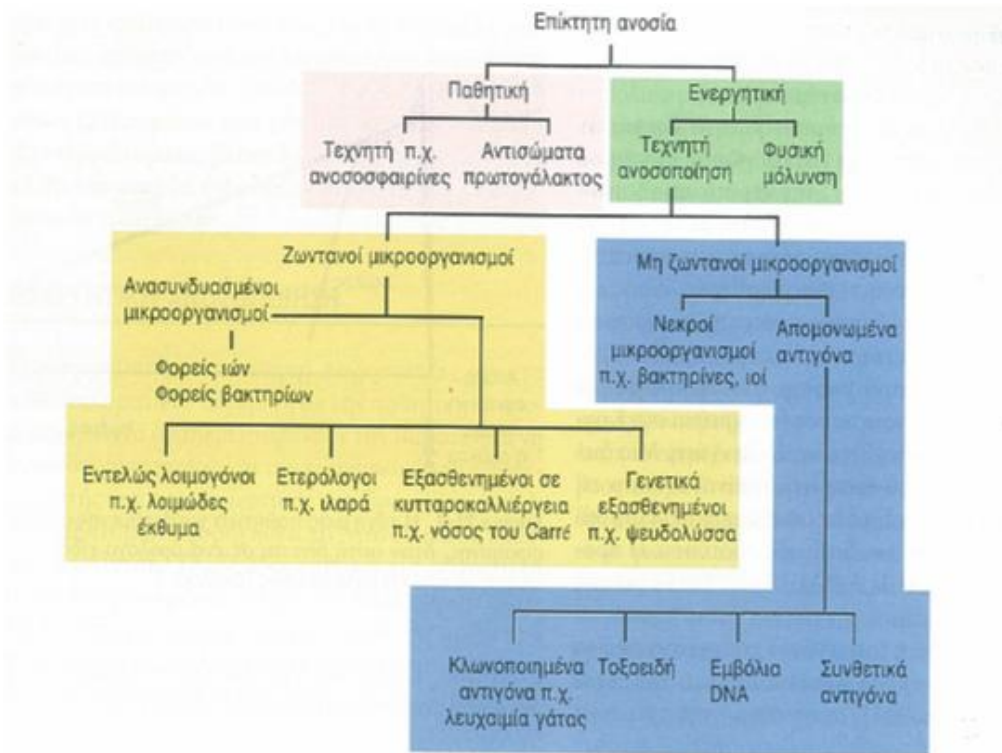 Επίκτητη ανοσία
Παθητική
Ενεργητική
Τεχνητή π.χ.
ανοσοσφαιρίνες
Αντισώματα
πρωτογάλακτος
Τεχνητή
ανοσοποίηση
Φυσική
μόλυνση
Ζωντανοί μικροοργανισμοί
Μη ζωντανοί μικροοργανισμοί
Ανασυνδυασμένοι
μικροοργανισμοί
Φορείς ιών
Φορείς βακτηρίων
Νεκροί
μικροοργανισμοί
π.χ. βακτηρίνες, ιοί
Απομονωμένα
αντιγόνα
Εντελώς λοιμογόνοι
π.χ. λοιμώδες
έκθυμα
Ετερόλογοι
π.χ. ιλαρά
Εξασθενημένοι σε
κυτταροκαλλιέργεια
π.χ. νόσος του Carré
Γενετικά
εξασθενημένοι
π.χ. ψευδολύσσα
Κλωνοποιημένα
αντιγόνα π.χ.
λευχαιμία γάτας
Τοξοειδή
Εμβόλια
DNA
Συνθετικά
αντιγόνα